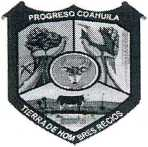 PROGRESO COAHUILA
TIERRA DE HOMBRES RECIOS